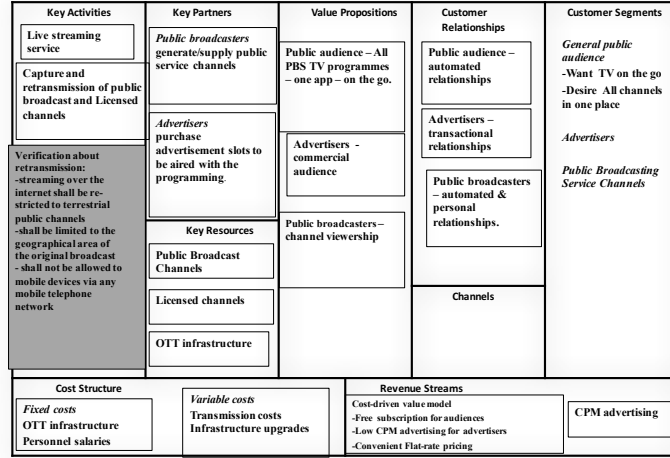 Key Activities
Live streaming
service
Capture and
retransmission of public
broadcast and Licensed
channels
Verification about
retransmission:
-streaming over the
internet shall be re-
stricted to terrestrial
public channels
-shall be limited to the
geographical area of
the original broadcast
- shall not be allowed to
mobile devices via any
mobile telephone
network
Key Partners
Public broadcasters
generate/supply public
service channels
Advertisers
purchase
advertisement slots to
be aired with the
programming.
Key Resources
Public Broadcast
Channels
Licensed channels
OTT infrastructure
Value Propositions
Public audience – All
PBS TV programmes
– one app – on the go.
Advertisers -
commercial
audience
Public broadcasters –
channel viewership
Customer
Relationships
Public audience –
automated
relationships
Advertisers –
transactional
relationships
Public broadcasters
– automated &
personal
relationships.
Channels
Customer Segments
General public
audience
-Want TV on the go
-Desire All channels
in one place
Advertisers
Public Broadcasting
Service Channels
Cost Structure
Fixed costs
OTT infrastructure
Personnel salaries
Variable costs
Transmission costs
Infrastructure upgrades
Revenue Streams
Cost-driven value model
-Free subscription for audiences
-Low CPM advertising for advertisers
-Convenient Flat-rate pricing
CPM advertising